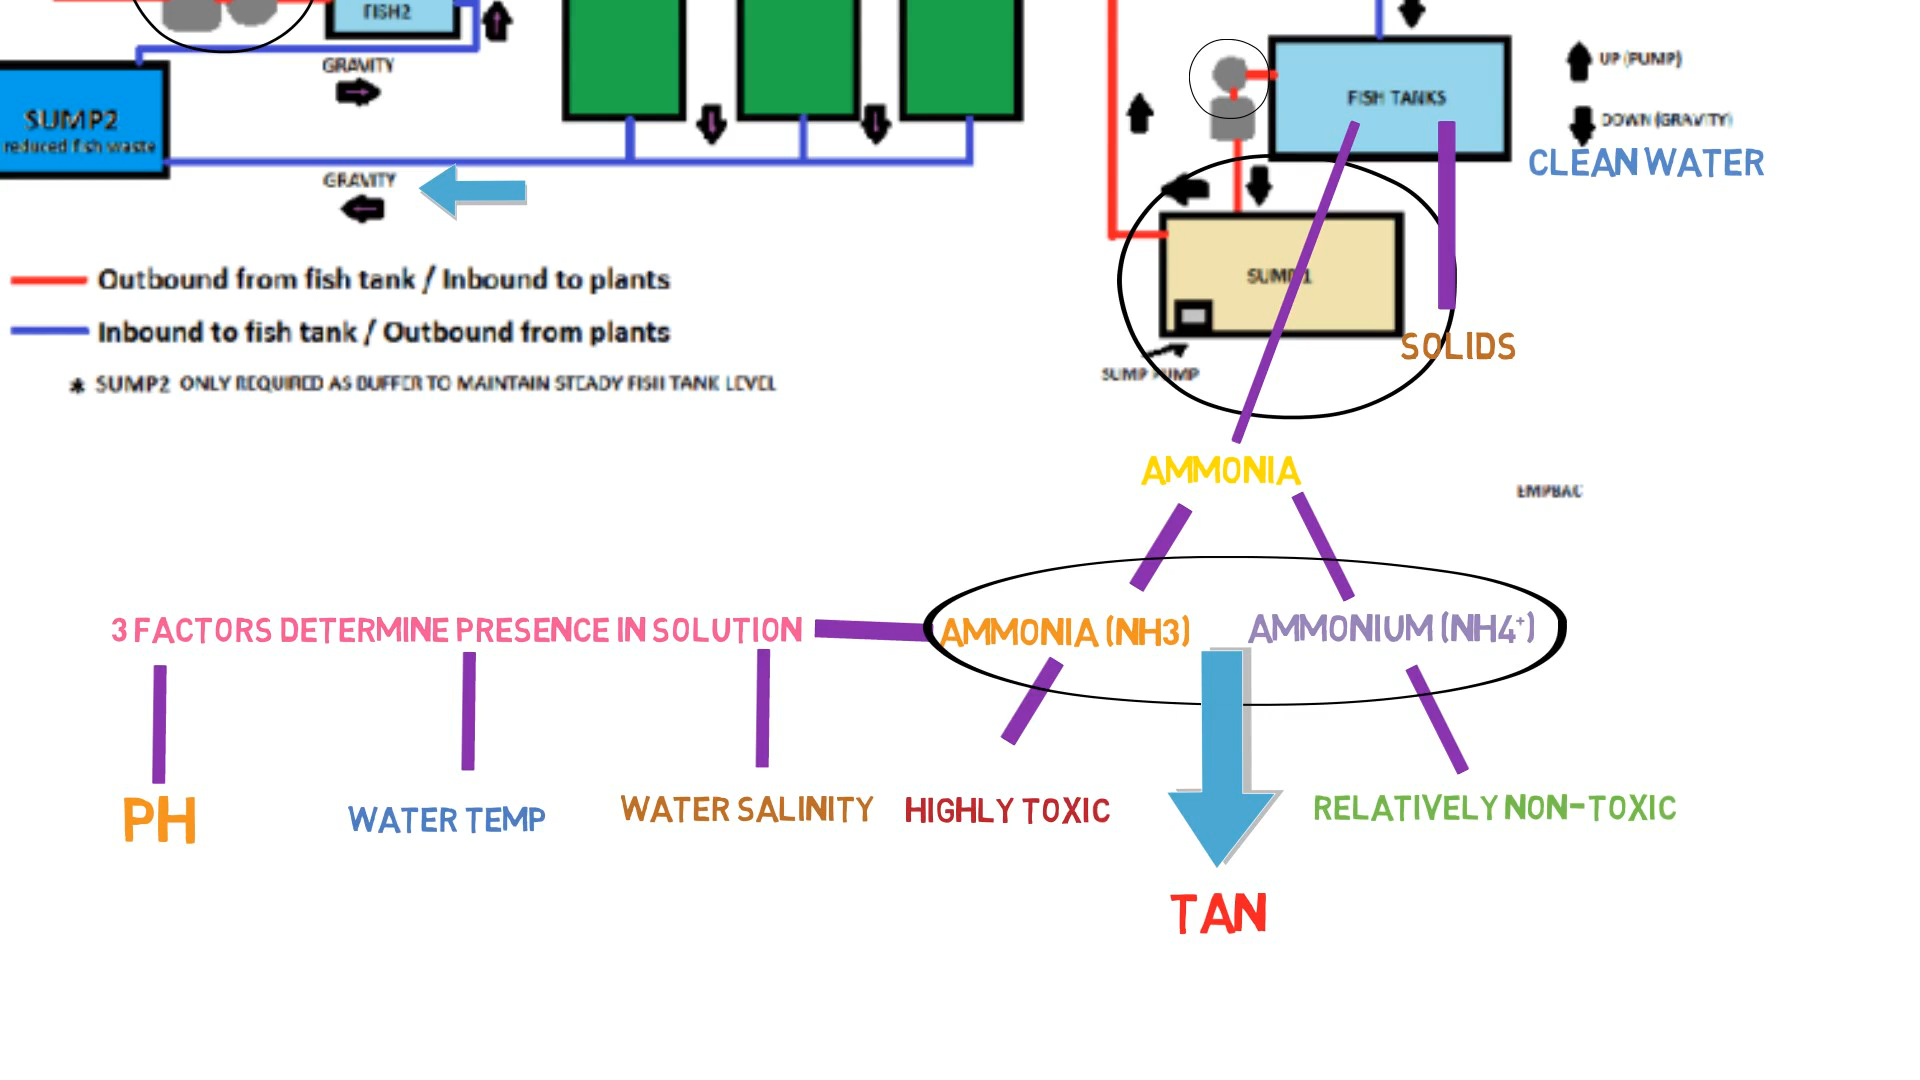 FISH2
GRAVITY
SUMP2
reduced fish waste
GRAVITY
Outbound from fish tank / Inbound to plants
Inbound to fish tank / Outbound from plants
* SUMP2 ONLY REQUIRED AS BUFFER TO MAINTAIN STEADY FISH TANK LEVEL
FISH TANKS
UP (PUMP)
DOWN (GRAVITY)
CLEAN WATER
SUMP1
SOLIDS
SUMP PUMP
AMMONIA
EMPBAC
3 FACTORS DETERMINE PRESENCE IN SOLUTION
AMMONIA (NH3)
AMMONIUM (NH4⁺)
PH
WATER TEMP
WATER SALINITY
HIGHLY TOXIC
RELATIVELY NON-TOXIC
TAN